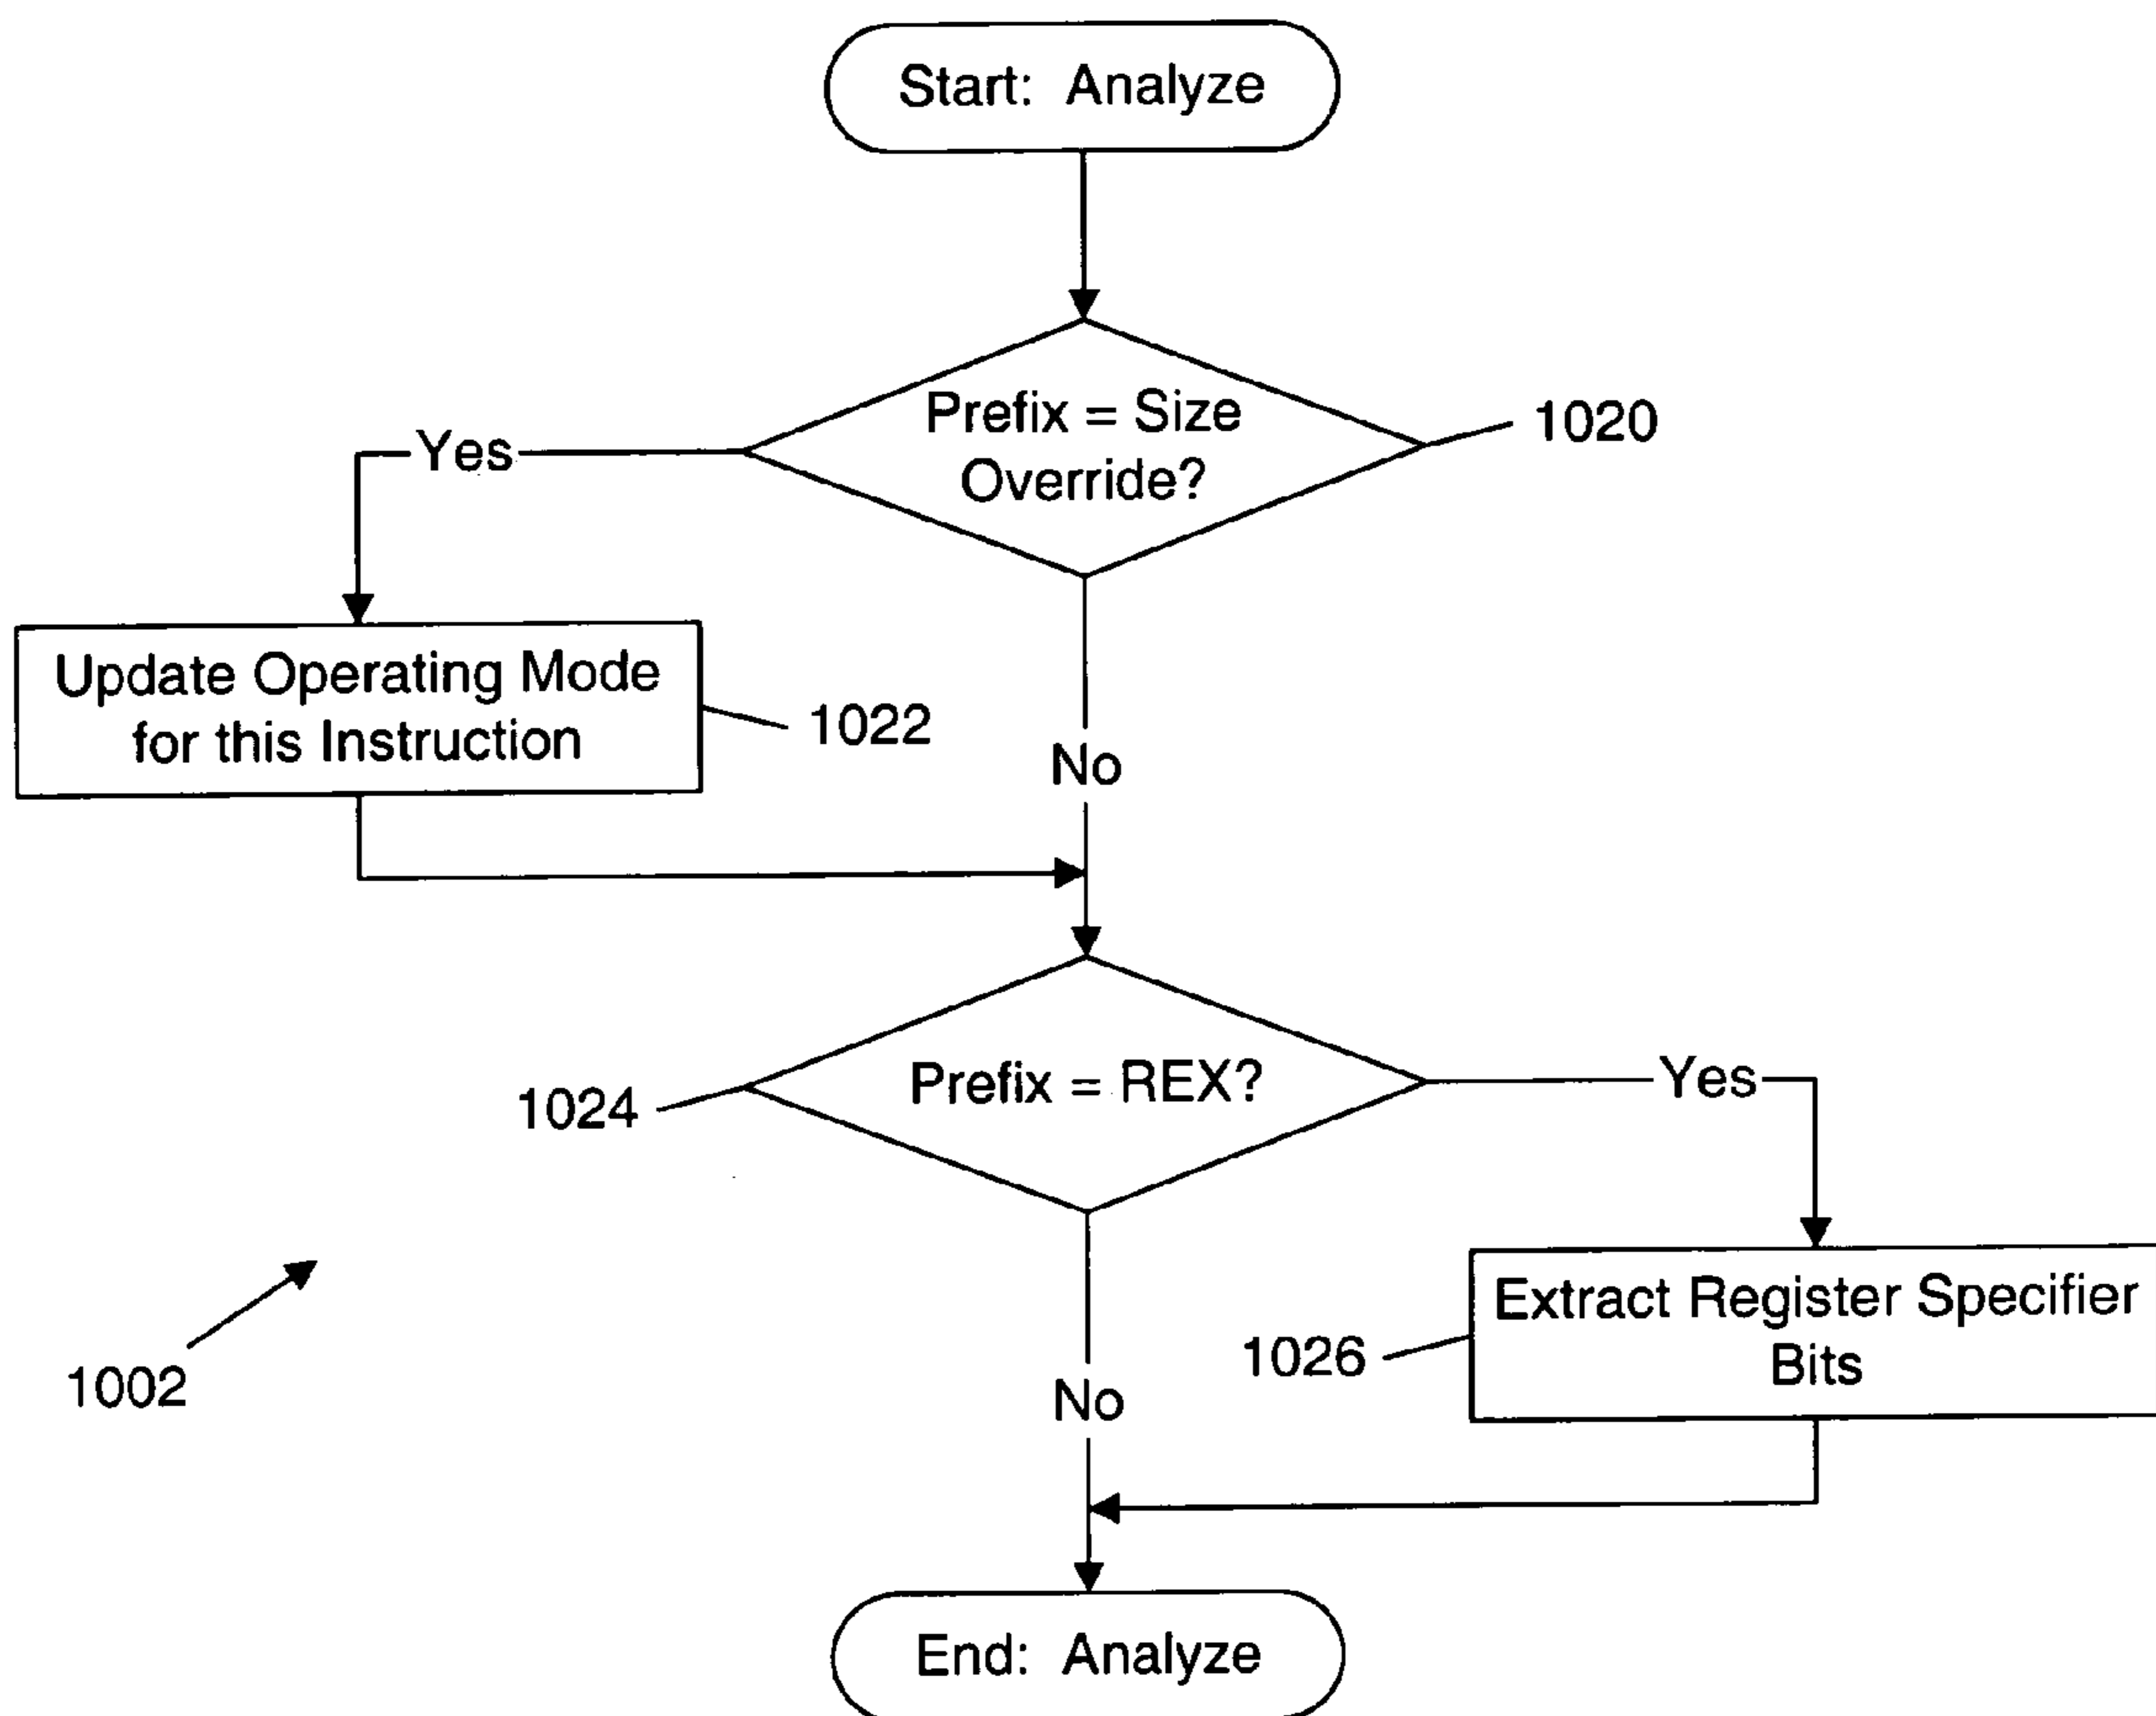 Start: Analyze
Prefix = Size
Override?
1020
Yes
Update Operating Mode
for this Instruction
1022
No
Prefix = REX?
1024
Yes
Extract Register Specifier
Bits
1026
1002
No
End: Analyze